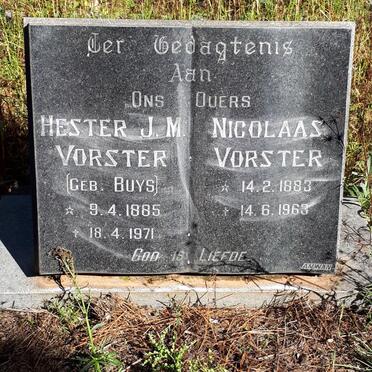 Ter Gedagtenis
Aan
Ons Ouers
Hester J.M. Vorster
(Geb. Buys)
☆ 9.4.1885
† 18.4.1971
Nicolaas Vorster
☆ 14.2.1883
† 14.6.1963
God is Liefde